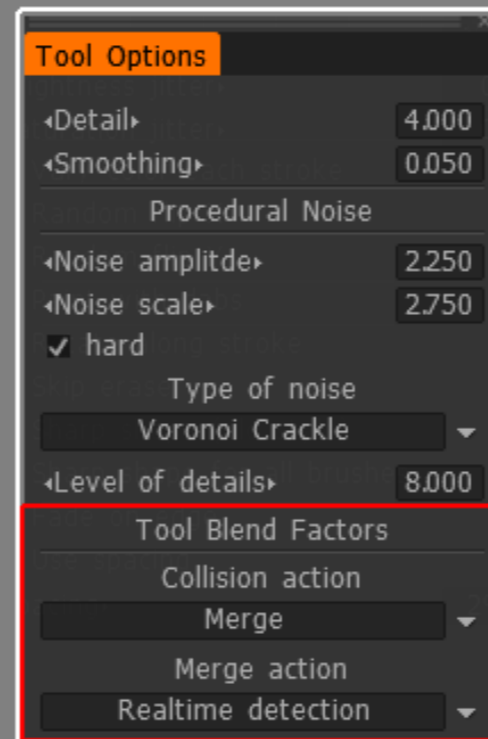 Tool Options
Detail 4.000
Smoothing 0.050
Procedural Noise
Noise amplitde 2.250
Noise scale 2.750
hard
Type of noise
Voronoi Crackle
Level of details 8.000
Tool Blend Factors
Collision action
Merge
Merge action
Realtime detection